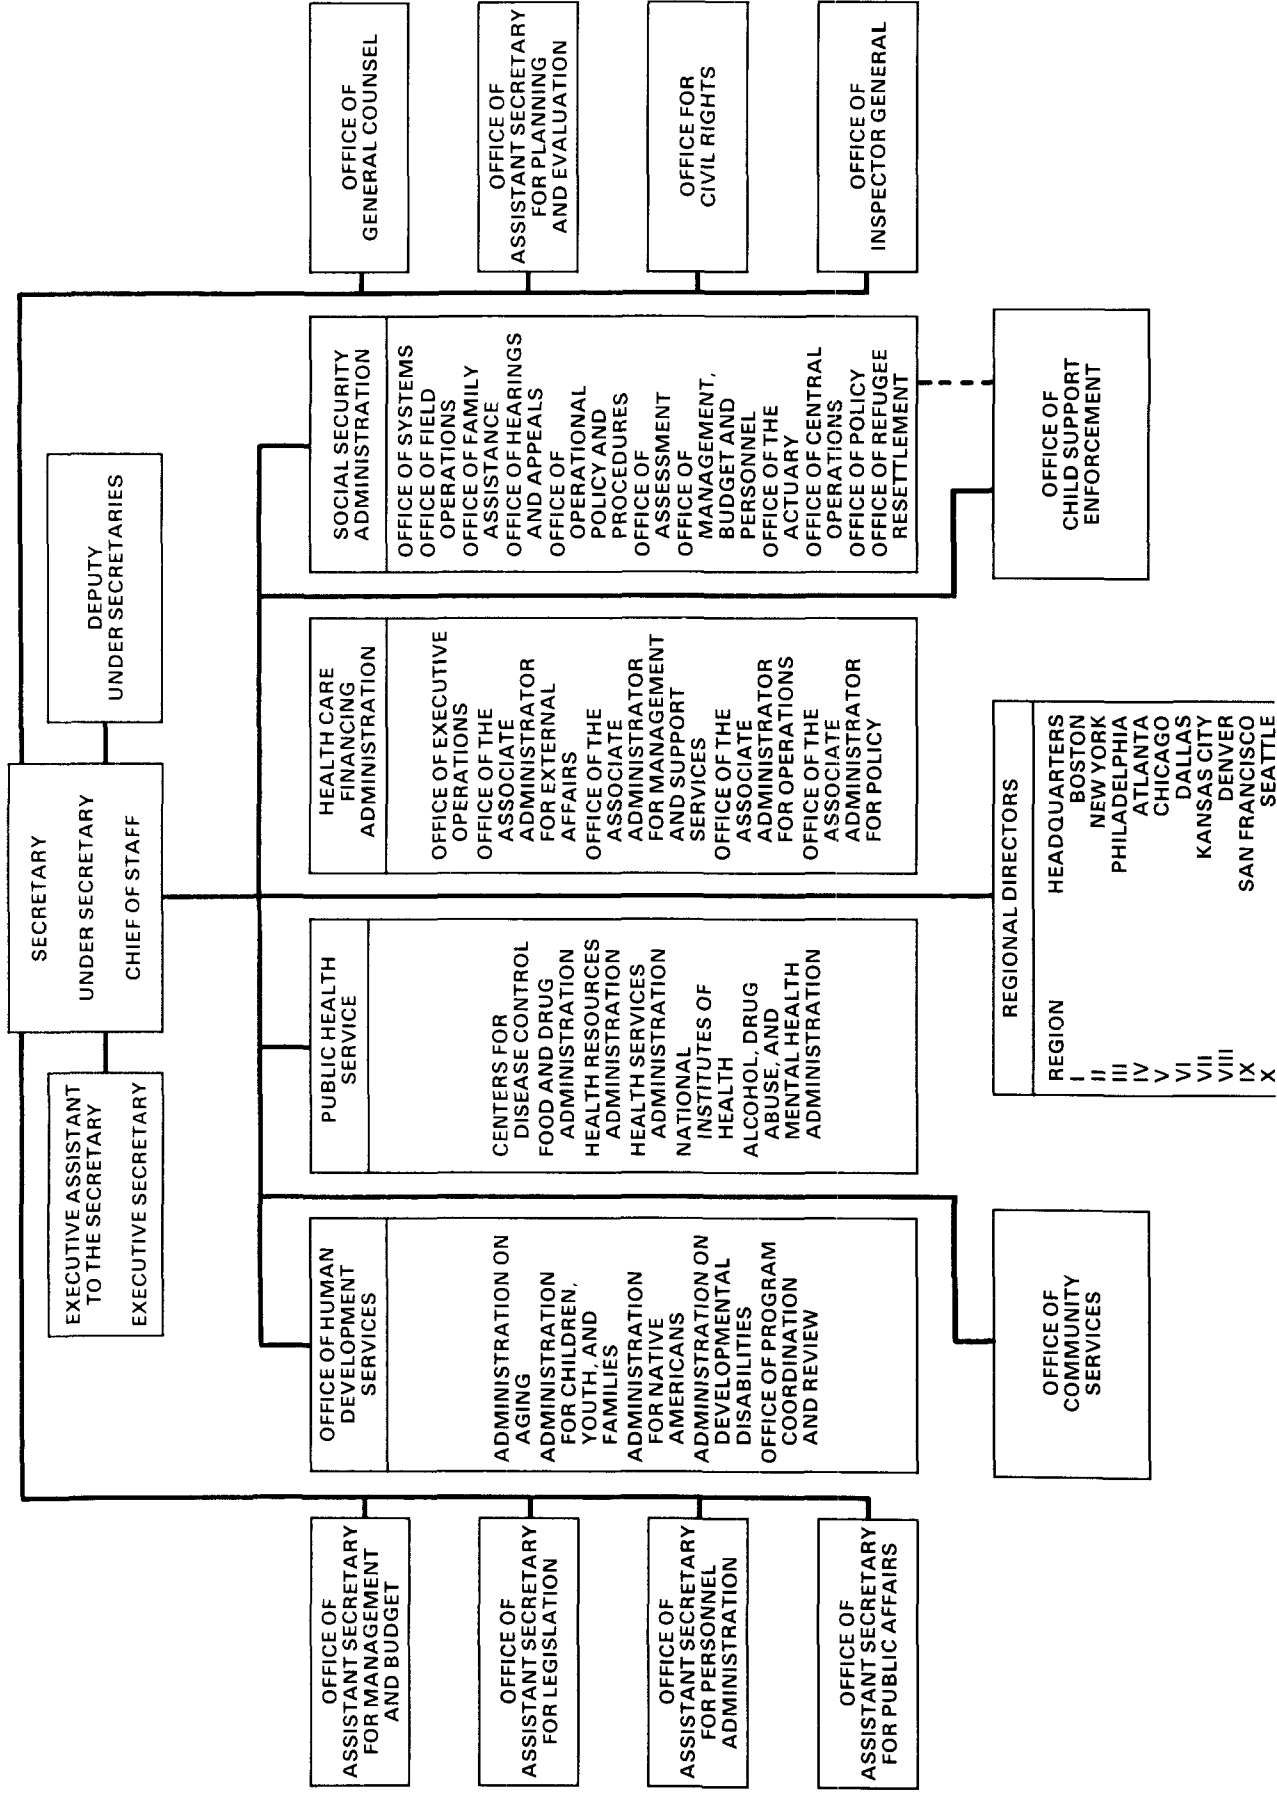 SECRETARY
UNDER SECRETARY
CHIEF OF STAFF
EXECUTIVE ASSISTANT
TO THE SECRETARY
EXECUTIVE SECRETARY
DEPUTY
UNDER SECRETARIES
OFFICE OF
ASSISTANT SECRETARY
FOR MANAGEMENT
AND BUDGET
OFFICE OF
ASSISTANT SECRETARY
FOR LEGISLATION
OFFICE OF
ASSISTANT SECRETARY
FOR PERSONNEL
ADMINISTRATION
OFFICE OF
ASSISTANT SECRETARY
FOR PUBLIC AFFAIRS
OFFICE OF HUMAN
DEVELOPMENT
SERVICES
ADMINISTRATION ON
AGING
ADMINISTRATION
FOR CHILDREN,
YOUTH, AND
FAMILIES
ADMINISTRATION
FOR NATIVE
AMERICANS
ADMINISTRATION ON
DEVELOPMENTAL
DISABILITIES
OFFICE OF PROGRAM
COORDINATION
AND REVIEW
PUBLIC HEALTH
SERVICE
CENTERS FOR
DISEASE CONTROL
FOOD AND DRUG
ADMINISTRATION
HEALTH RESOURCES
ADMINISTRATION
HEALTH SERVICES
ADMINISTRATION
NATIONAL
INSTITUTES OF
HEALTH
ALCOHOL, DRUG
ABUSE, AND
MENTAL HEALTH
ADMINISTRATION
HEALTH CARE
FINANCING
ADMINISTRATION
OFFICE OF EXECUTIVE
OPERATIONS
OFFICE OF THE
ASSOCIATE
ADMINISTRATOR
FOR EXTERNAL
AFFAIRS
OFFICE OF THE
ASSOCIATE
ADMINISTRATOR
FOR MANAGEMENT
AND SUPPORT
SERVICES
OFFICE OF THE
ASSOCIATE
ADMINISTRATOR
FOR OPERATIONS
OFFICE OF THE
ASSOCIATE
ADMINISTRATOR
FOR POLICY
SOCIAL SECURITY
ADMINISTRATION
OFFICE OF SYSTEMS
OFFICE OF FIELD
OPERATIONS
OFFICE OF FAMILY
ASSISTANCE
OFFICE OF HEARINGS
AND APPEALS
OFFICE OF
OPERATIONAL
POLICY AND
PROCEDURES
OFFICE OF
ASSESSMENT
OFFICE OF
MANAGEMENT,
BUDGET AND
PERSONNEL
OFFICE OF THE
ACTUARY
OFFICE OF CENTRAL
OPERATIONS
OFFICE OF POLICY
OFFICE OF REFUGEE
RESETTLEMENT
OFFICE OF
GENERAL COUNSEL
OFFICE OF
ASSISTANT SECRETARY
FOR PLANNING
AND EVALUATION
OFFICE FOR
CIVIL RIGHTS
OFFICE OF
INSPECTOR GENERAL
OFFICE OF
COMMUNITY
SERVICES
REGIONAL DIRECTORS
REGION HEADQUARTERS
I BOSTON
II NEW YORK
III PHILADELPHIA
IV ATLANTA
V CHICAGO
VI DALLAS
VII KANSAS CITY
VIII DENVER
IX SAN FRANCISCO
X SEATTLE
OFFICE OF
CHILD SUPPORT
ENFORCEMENT